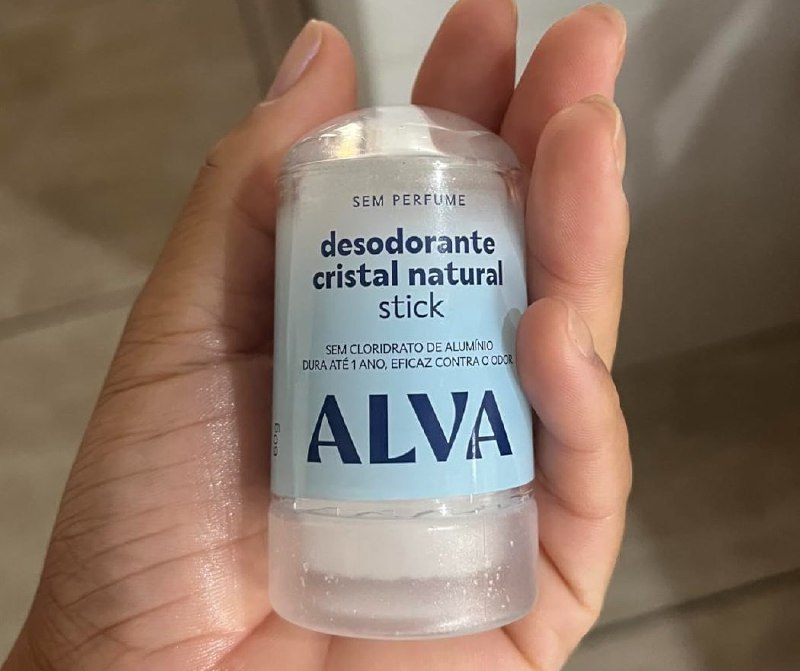 SEM PERFUME
desodorante
cristal natural
stick
SEM CLORIDRATO DE ALUMÍNIO
DURA ATÉ 1 ANO, EFICAZ CONTRA O ODOR
ALVA
60g